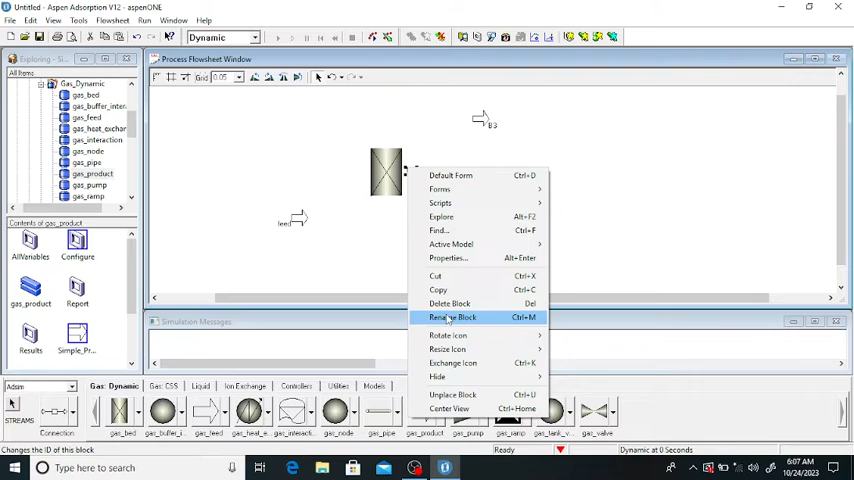 Untitled - Aspen Adsorption V12 - aspenONE
File Edit View Tools Flowsheet Run Window Help
Dynamic
Exploring - Si...
Process Flowsheet Window
All Items
Grid 0.05
Gas_Dynamic
gas_bed
gas_buffer_intera
gas_feed
gas_heat_exchan
gas_interaction
gas_node
gas_pipe
gas_product
gas_pump
gas_ramp
B3
feed
Default Form Ctrl+D
Forms
Scripts
Explore Alt+F2
Find... Ctrl+F
Active Model
Properties... Alt+Enter
Cut Ctrl+X
Copy Ctrl+C
Delete Block Del
Rename Block Ctrl+M
Rotate Icon
Resize Icon
Exchange Icon Ctrl+K
Hide
Unplace Block Ctrl+U
Center View Ctrl+Home
Contents of gas_product
AllVariables Configure
gas_product Report
Results Simple_Pr...
Simulation Messages
Adsim
Gas: Dynamic Gas: CSS Liquid Ion Exchange Controllers Utilities Models
STREAMS
Connection gas_bed gas_buffer_i... gas_feed gas_heat_e... gas_interacti... gas_node gas_pipe gas_product gas_pump gas_ramp gas_tank_v... gas_valve
Changes the ID of this block
Ready
Dynamic at 0 Seconds
Type here to search
6:07 AM
10/24/2023